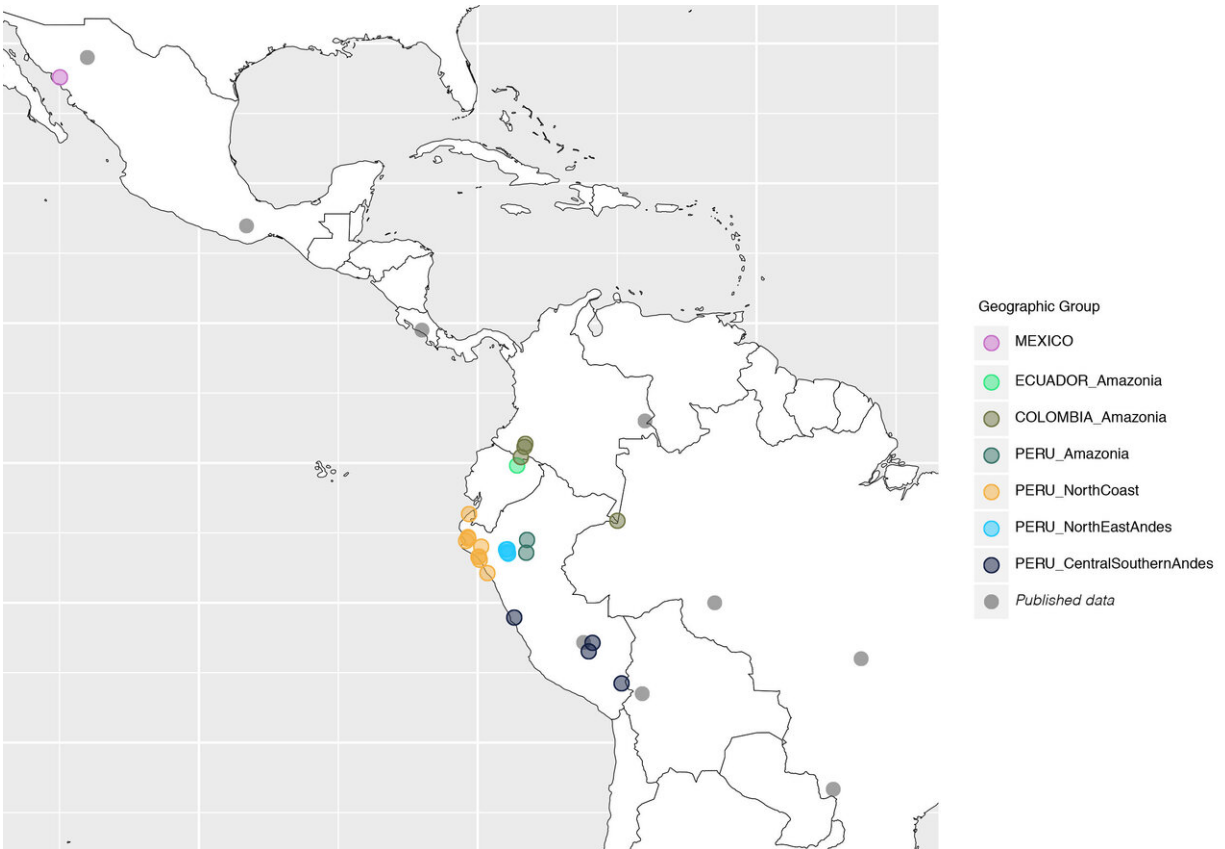 Geographic Group
MEXICO
ECUADOR_Amazonia
COLOMBIA_Amazonia
PERU_Amazonia
PERU_NorthCoast
PERU_NorthEastAndes
PERU_CentralSouthernAndes
Published data